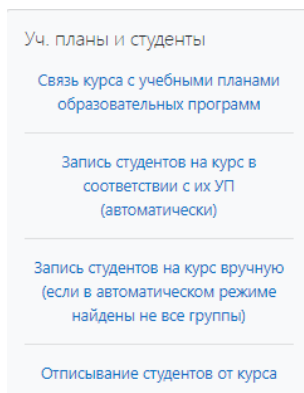 Уч. планы и студенты
Связь курса с учебными планами
образовательных программ
Запись студентов на курс в
соответствии с их УП
(автоматически)
Запись студентов на курс вручную
(если в автоматическом режиме
найдены не все группы)
Отписывание студентов от курса